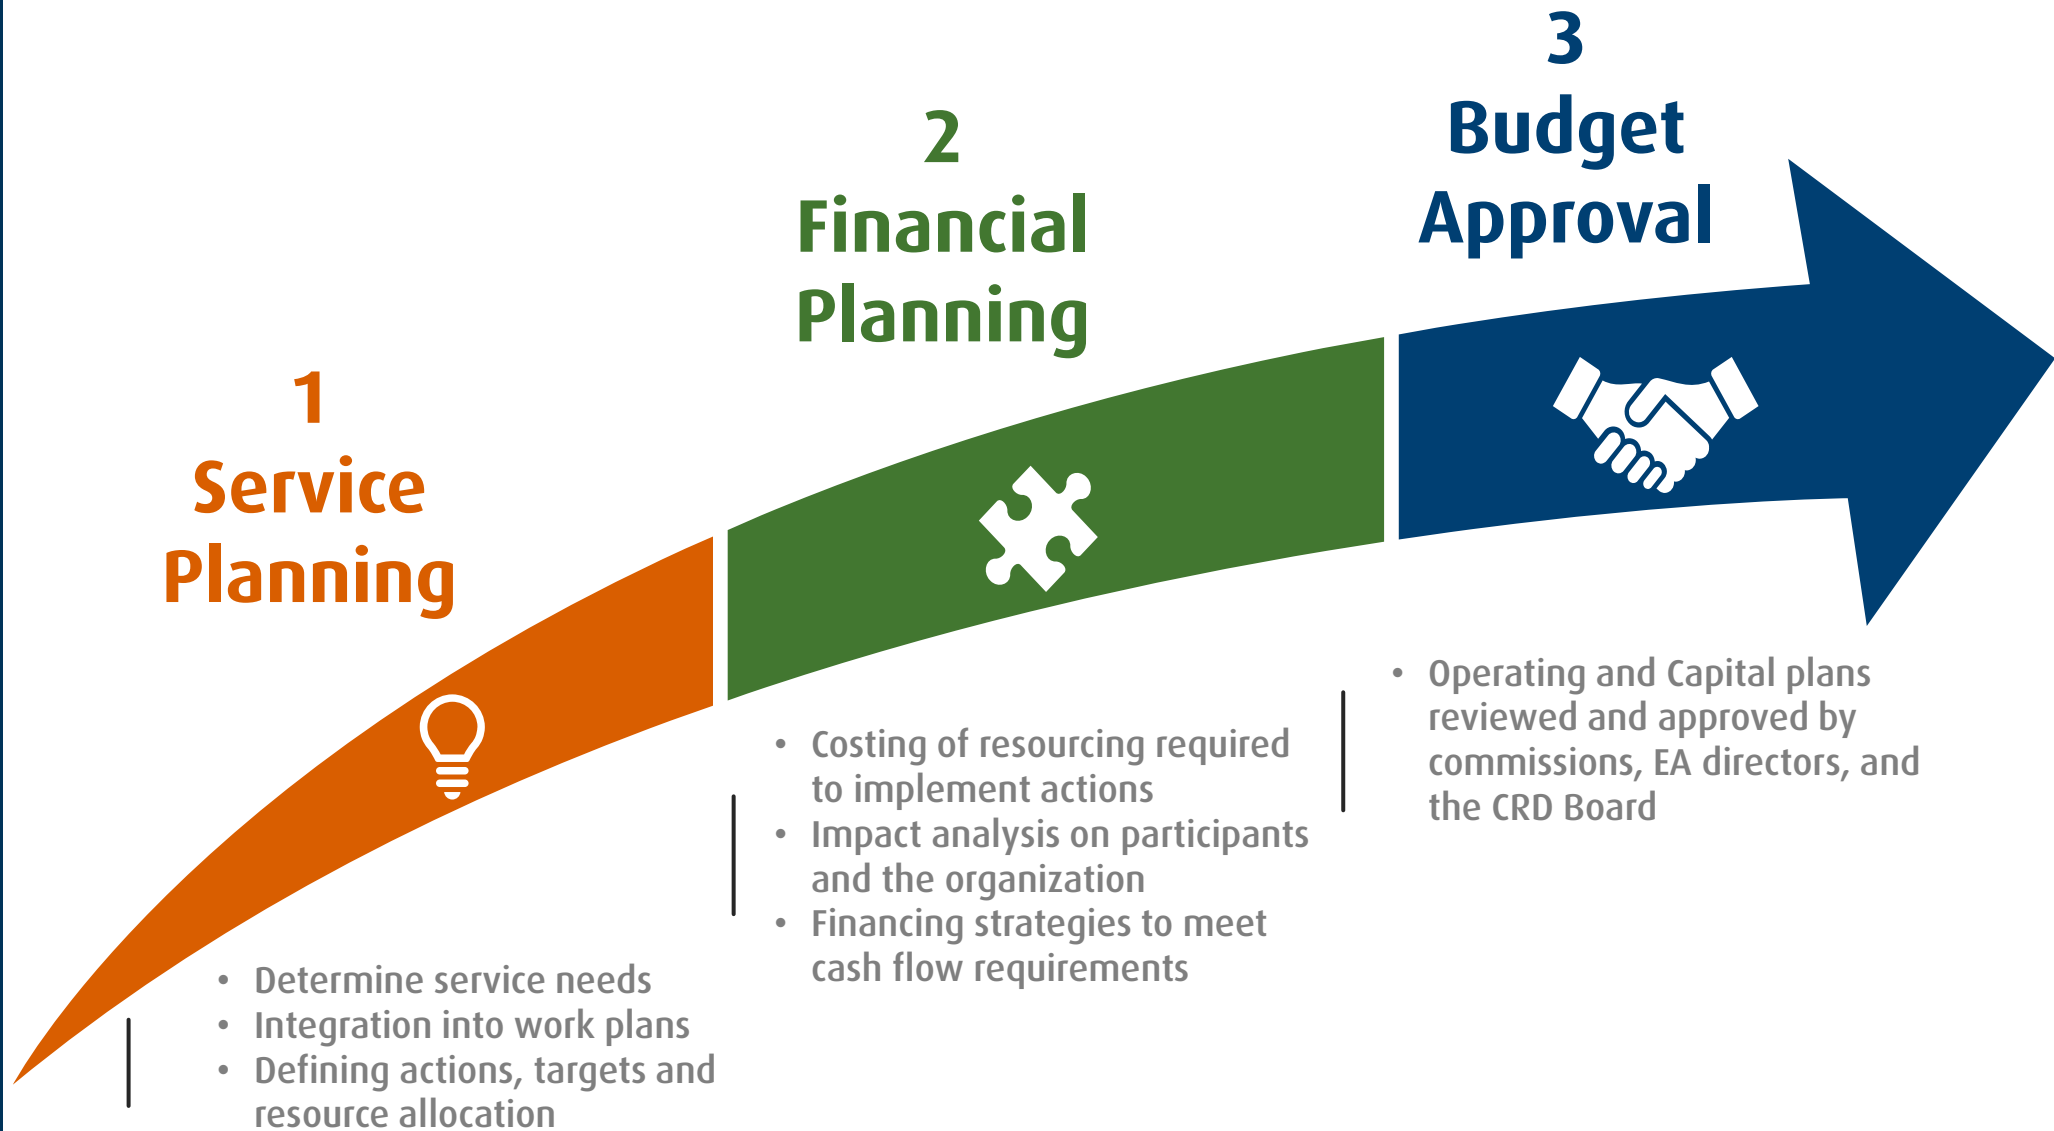 1
Service
Planning
• Determine service needs
• Integration into work plans
• Defining actions, targets and
resource allocation
2
Financial
Planning
• Costing of resourcing required
to implement actions
• Impact analysis on participants
and the organization
• Financing strategies to meet
cash flow requirements
3
Budget
Approval
• Operating and Capital plans
reviewed and approved by
commissions, EA directors, and
the CRD Board